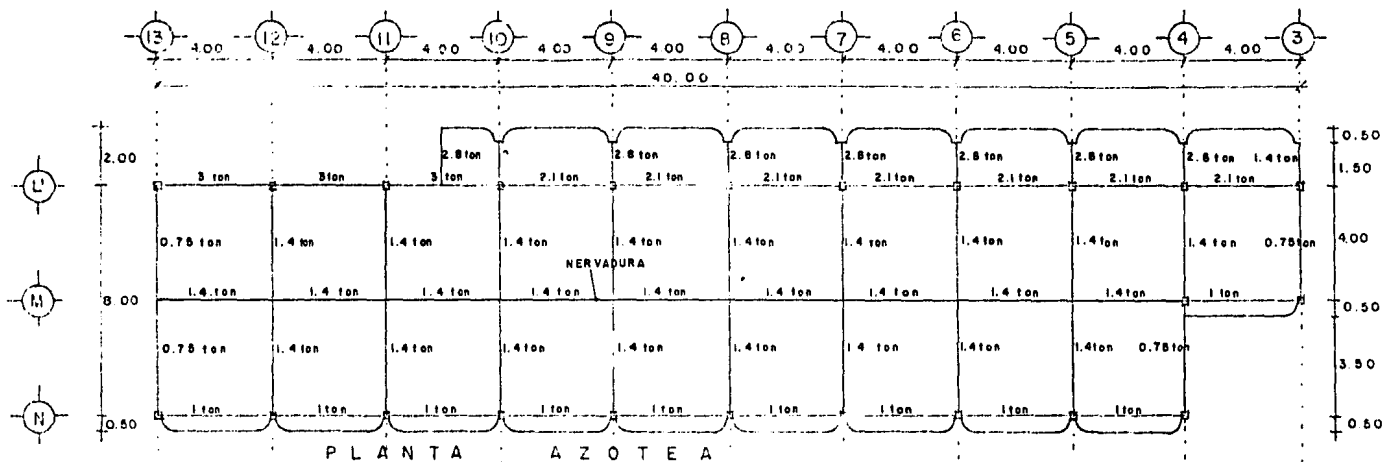 13 12 11 10 9 8 7 6 5 4 3
4.00 4.00 4.00 4.00 4.00 4.00 4.00 4.00 4.00 4.00
40.00
0.50
2.00 2.8 ton 2.8 ton 2.8 ton 2.8 ton 2.8 ton 2.8 ton 2.8 ton 1.4 ton 1.50
3 ton 3 ton 3 ton 2.1 ton 2.1 ton 2.1 ton 2.1 ton 2.1 ton 2.1 ton 2.1 ton
L'
0.75 ton 1.4 ton 1.4 ton 1.4 ton 1.4 ton 1.4 ton 1.4 ton 1.4 ton 1.4 ton 1.4 ton 0.75 ton 4.00
NERVADURA
1.4 ton 1.4 ton 1.4 ton 1.4 ton 1.4 ton 1.4 ton 1.4 ton 1.4 ton 1.4 ton 1 ton
M 8.00 0.50
0.75 ton 1.4 ton 1.4 ton 1.4 ton 1.4 ton 1.4 ton 1.4 ton 1.4 ton 1.4 ton 0.75 ton 3.50
1 ton 1 ton 1 ton 1 ton 1 ton 1 ton 1 ton 1 ton 1 ton
N 0.50 0.50
PLANTA AZOTEA